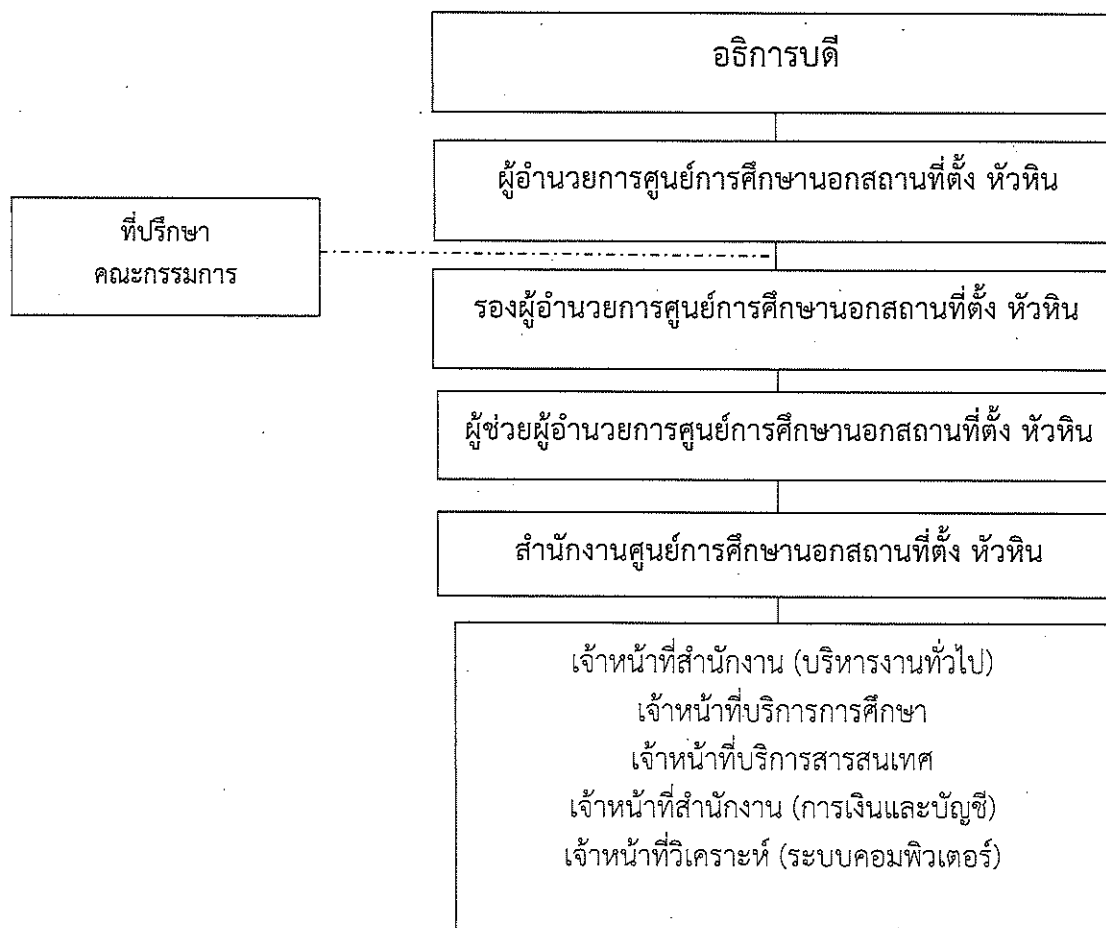 อธิการบดี
ผู้อำนวยการศูนย์การศึกษานอกสถานที่ตั้ง หัวหิน
ที่ปรึกษา
คณะกรรมการ
รองผู้อำนวยการศูนย์การศึกษานอกสถานที่ตั้ง หัวหิน
ผู้ช่วยผู้อำนวยการศูนย์การศึกษานอกสถานที่ตั้ง หัวหิน
สำนักงานศูนย์การศึกษานอกสถานที่ตั้ง หัวหิน
เจ้าหน้าที่สำนักงาน (บริหารงานทั่วไป)
เจ้าหน้าที่บริการการศึกษา
เจ้าหน้าที่บริการสารสนเทศ
เจ้าหน้าที่สำนักงาน (การเงินและบัญชี)
เจ้าหน้าที่วิเคราะห์ (ระบบคอมพิวเตอร์)